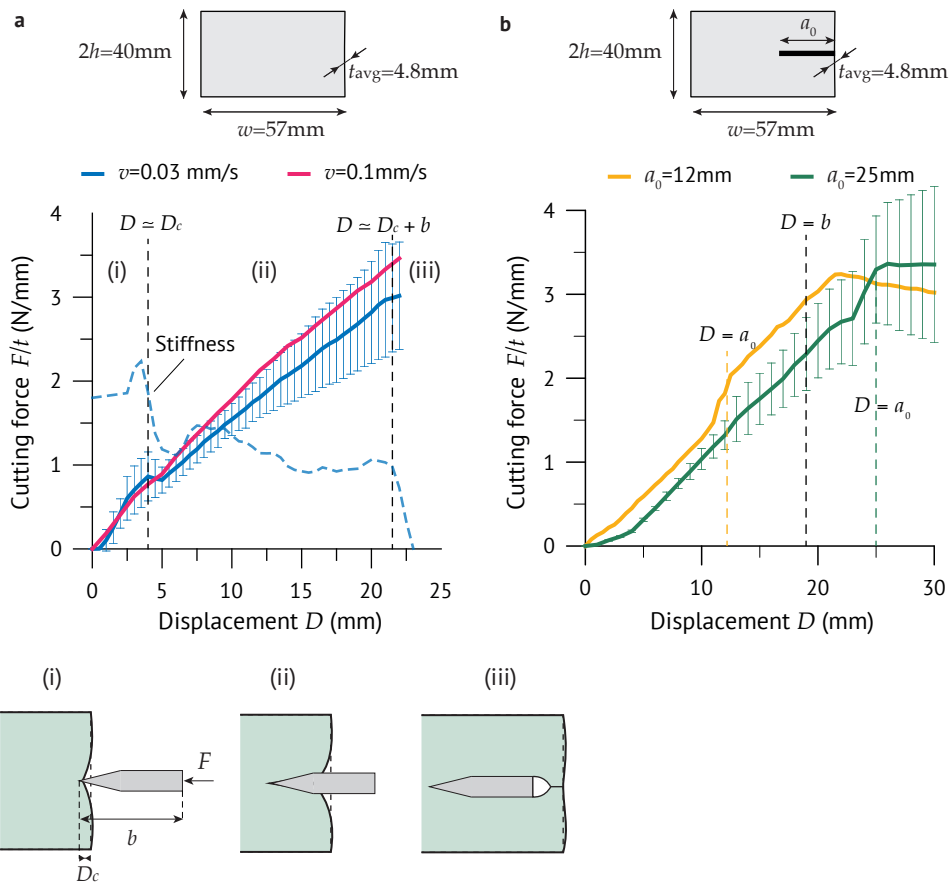 a
2h=40mm
tavg=4.8mm
w=57mm
v=0.03 mm/s
v=0.1mm/s
Cutting force F/t (N/mm)
4
3
2
1
0
D ≃ Dc
D ≃ Dc + b
(i)
(ii)
(iii)
Stiffness
0
5
10
15
20
25
Displacement D (mm)
b
2h=40mm
a0
tavg=4.8mm
w=57mm
a0=12mm
a0=25mm
Cutting force F/t (N/mm)
4
3
2
1
0
D = b
D = a0
D = a0
0
10
20
30
Displacement D (mm)
(i)
F
b
Dc
(ii)
(iii)